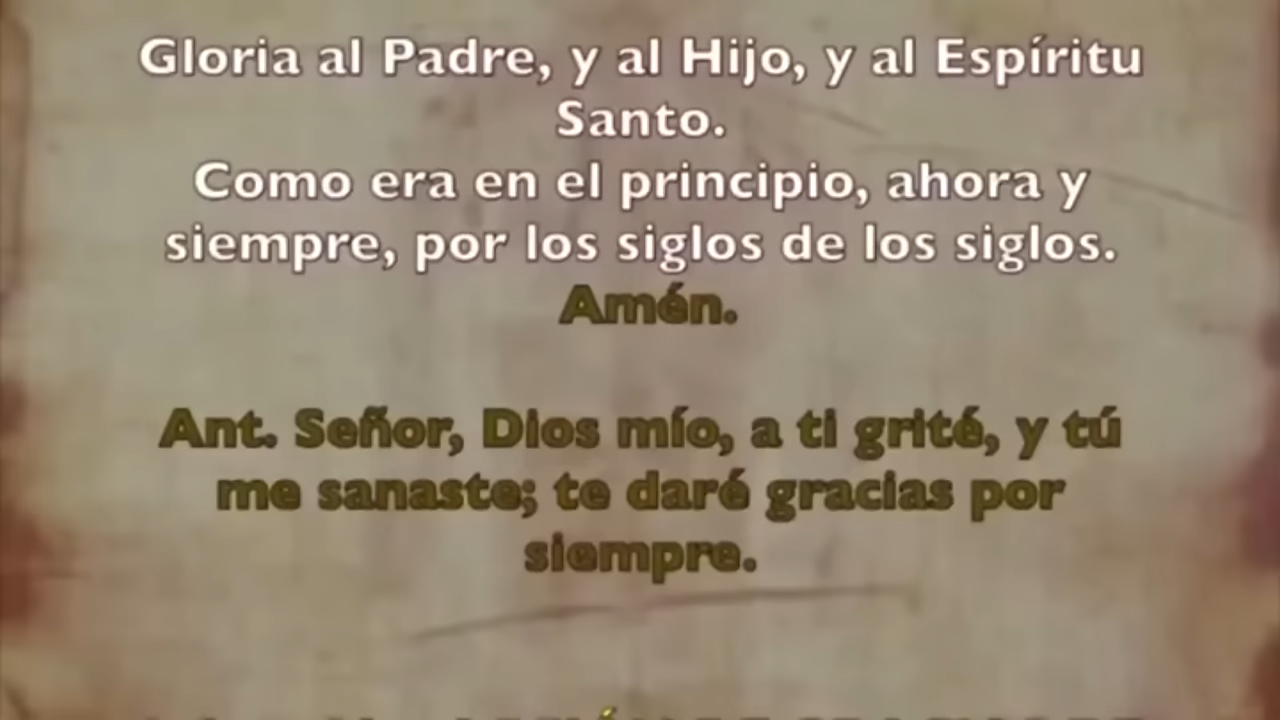 Gloria al Padre, y al Hijo, y al Espíritu
Santo.
Como era en el principio, ahora y
siempre, por los siglos de los siglos.
Amén.
Ant. Señor, Dios mío, a ti grité, y tú
me sanaste; te daré gracias por
siempre.